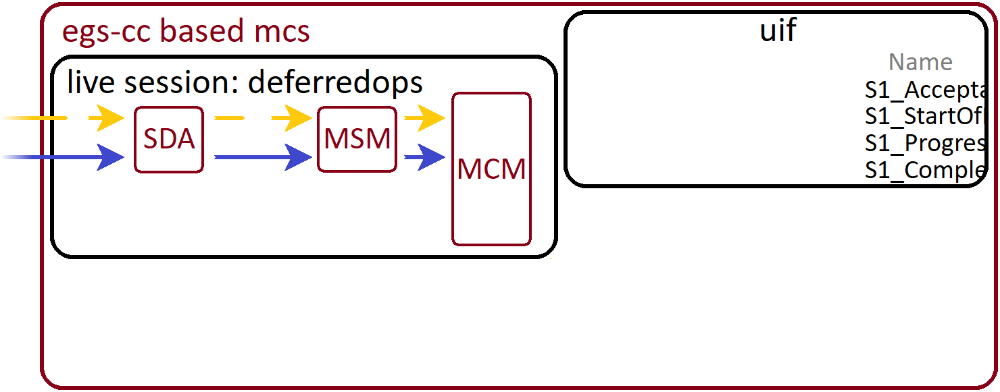 egs-cc based mcs
live session: deferredops
SDA
MSM
MCM
uif
Name
S1_Accepta
S1_StartOf
S1_Progres
S1_Comple